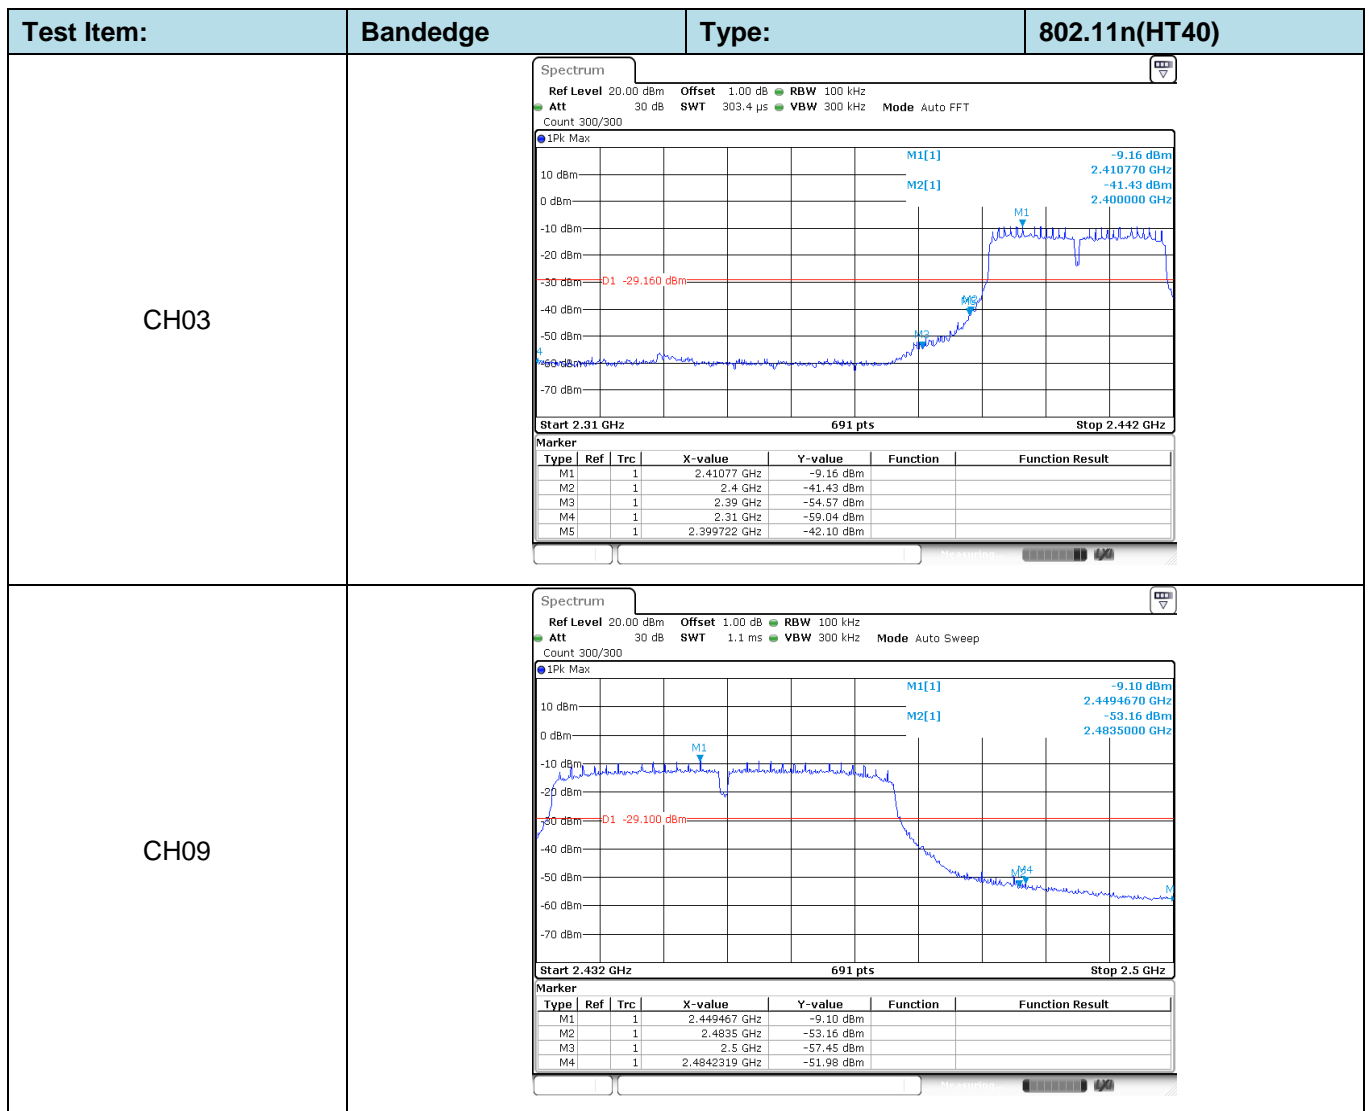 Test Item: Bandedge Type: 802.11n(HT40)
CH03
Spectrum
Ref Level 20.00 dBm Offset 1.00 dB RBW 100 kHz
Att 30 dB SWT 303.4 µs VBW 300 kHz Mode Auto FFT
Count 300/300
1Pk Max
M1[1] -9.16 dBm
2.410770 GHz
M2[1] -41.43 dBm
2.400000 GHz
10 dBm
0 dBm
M1
-10 dBm
-20 dBm
-30 dBm
D1 -29.160 dBm
-40 dBm
-50 dBm
M3
4
-60 dBm
-70 dBm
Start 2.31 GHz 691 pts Stop 2.442 GHz
Marker
Type Ref Trc X-value Y-value Function Function Result
M1 1 2.41077 GHz -9.16 dBm
M2 1 2.4 GHz -41.43 dBm
M3 1 2.39 GHz -54.57 dBm
M4 1 2.31 GHz -59.04 dBm
M5 1 2.399722 GHz -42.10 dBm
Measuring...
CH09
Spectrum
Ref Level 20.00 dBm Offset 1.00 dB RBW 100 kHz
Att 30 dB SWT 1.1 ms VBW 300 kHz Mode Auto Sweep
Count 300/300
1Pk Max
M1[1] -9.10 dBm
2.4494670 GHz
M2[1] -53.16 dBm
2.4835000 GHz
10 dBm
0 dBm
M1
-10 dBm
-20 dBm
-30 dBm
D1 -29.100 dBm
-40 dBm
-50 dBm
M4
M
-60 dBm
-70 dBm
Start 2.432 GHz 691 pts Stop 2.5 GHz
Marker
Type Ref Trc X-value Y-value Function Function Result
M1 1 2.449467 GHz -9.10 dBm
M2 1 2.4835 GHz -53.16 dBm
M3 1 2.5 GHz -57.45 dBm
M4 1 2.4842319 GHz -51.98 dBm
Measuring...